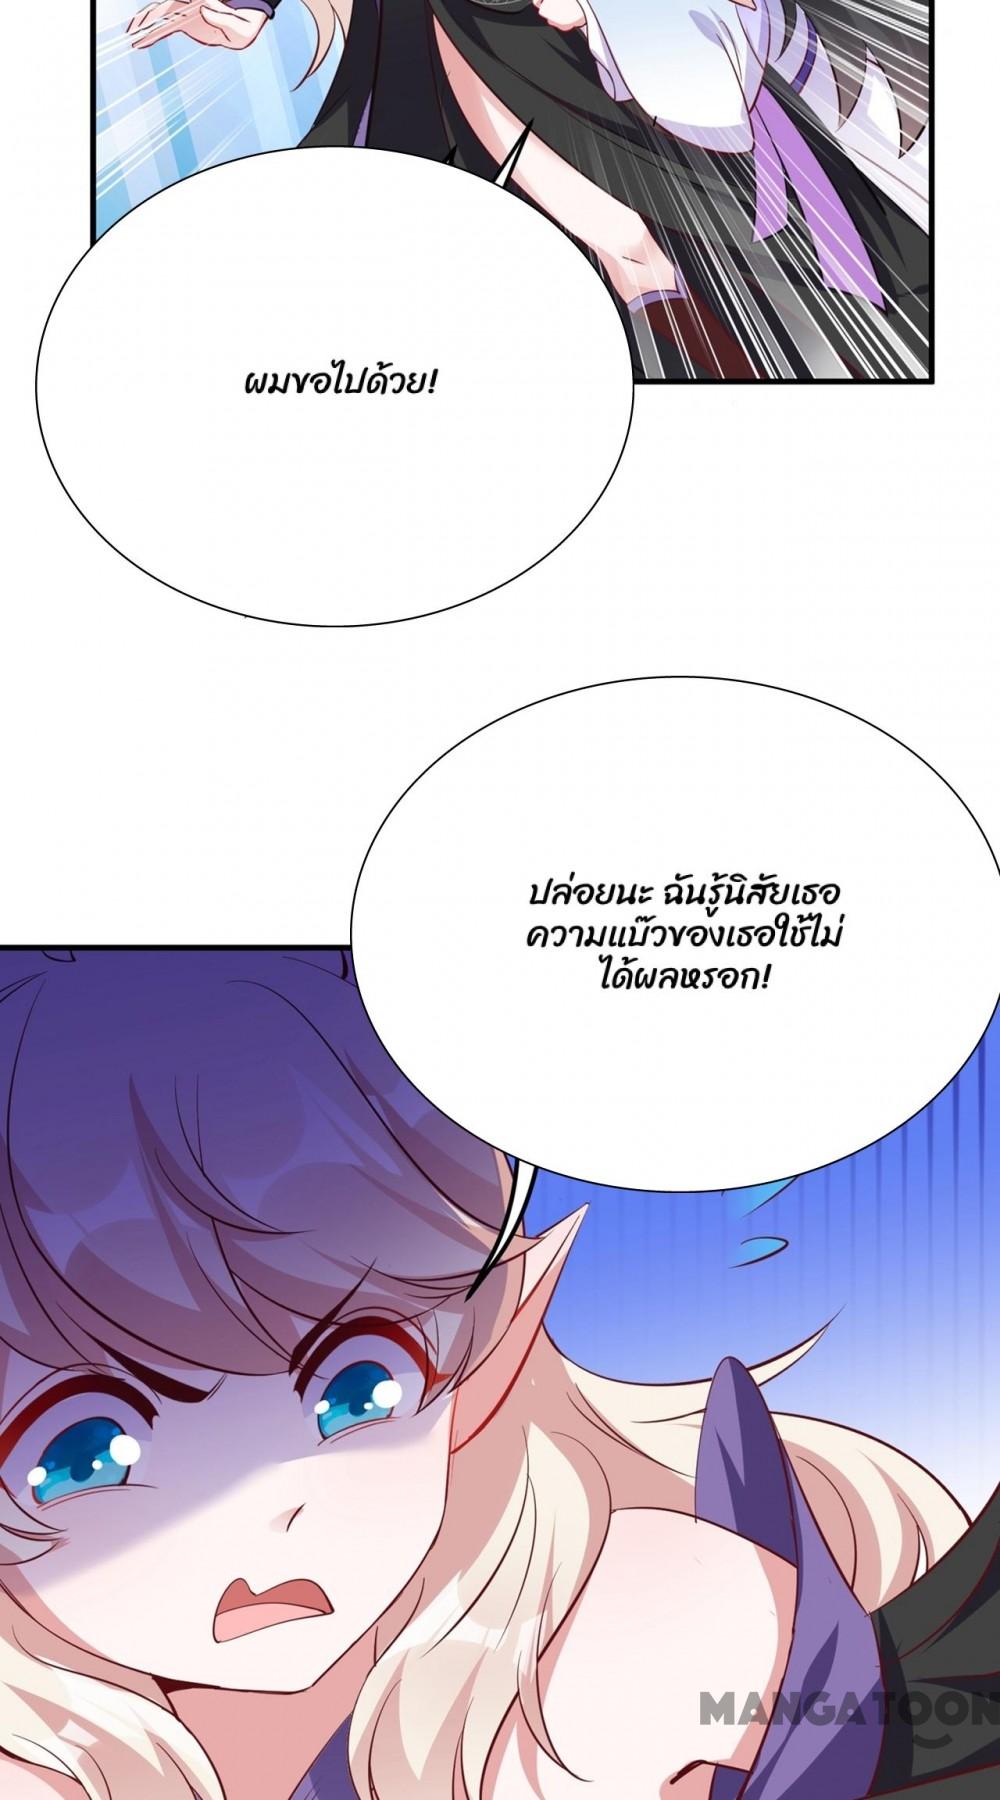 ผมขอไปด้วย!
ปล่อยนะ ฉันรู้นิสัยเธอ
ความแบ๊วของเธอใช้ไม่
ได้ผลหรอก!
MANGATOON